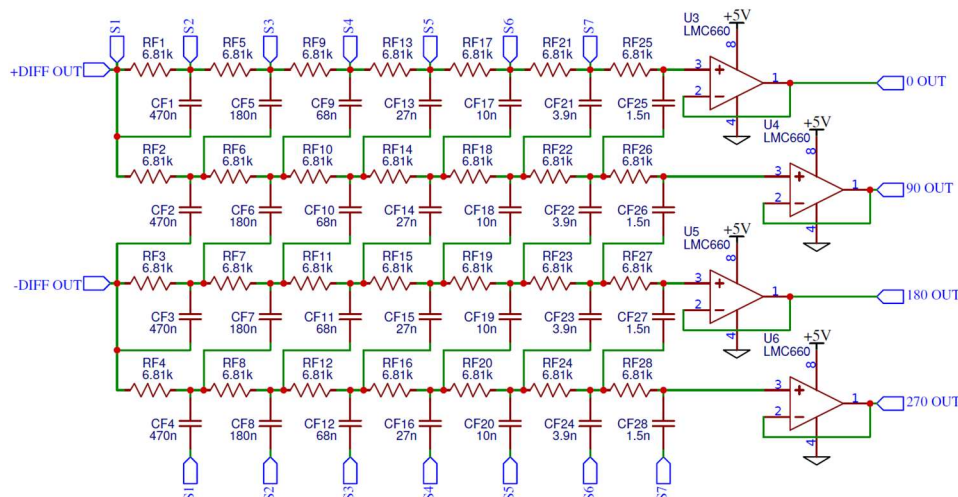 S1 S2 S3 S4 S5 S6 S7
U3 +5V
LMC660
RF1 RF5 RF9 RF13 RF17 RF21 RF25
6.81k 6.81k 6.81k 6.81k 6.81k 6.81k 6.81k
8
+DIFF OUT
3 + 1 0 OUT
2 −
CF1 CF5 CF9 CF13 CF17 CF21 CF25
470n 180n 68n 27n 10n 3.9n 1.5n
4 U4 +5V
LMC660
RF2 RF6 RF10 RF14 RF18 RF22 RF26
6.81k 6.81k 6.81k 6.81k 6.81k 6.81k 6.81k
8
3 + 1 90 OUT
2 −
CF2 CF6 CF10 CF14 CF18 CF22 CF26
470n 180n 68n 27n 10n 3.9n 1.5n
4
U5 +5V
LMC660
RF3 RF7 RF11 RF15 RF19 RF23 RF27
6.81k 6.81k 6.81k 6.81k 6.81k 6.81k 6.81k
8
-DIFF OUT
3 + 1 180 OUT
2 −
CF3 CF7 CF11 CF15 CF19 CF23 CF27
470n 180n 68n 27n 10n 3.9n 1.5n
4 U6 +5V
LMC660
RF4 RF8 RF12 RF16 RF20 RF24 RF28
6.81k 6.81k 6.81k 6.81k 6.81k 6.81k 6.81k
8
3 + 1 270 OUT
2 −
CF4 CF8 CF12 CF16 CF20 CF24 CF28
470n 180n 68n 27n 10n 3.9n 1.5n
4
S1 S2 S3 S4 S5 S6 S7